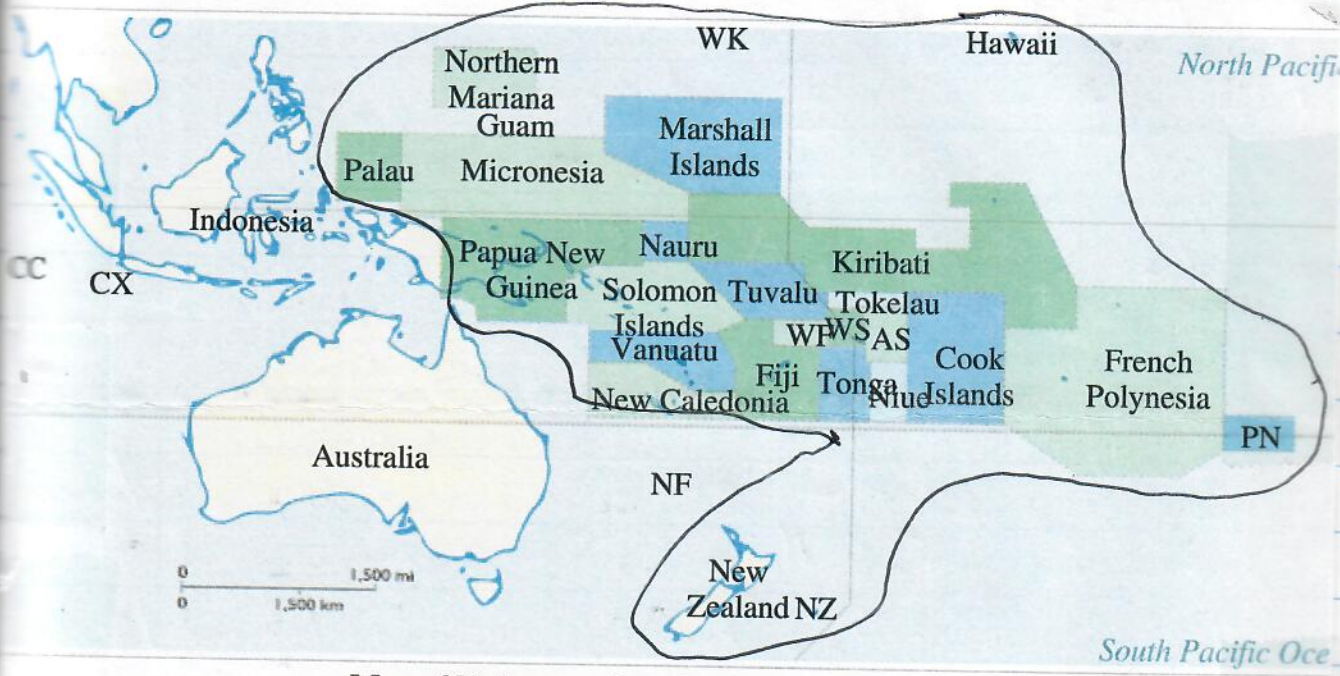 WK
Hawaii
North Pacific
Northern
Mariana
Guam
Marshall
Islands
Palau
Micronesia
Indonesia
CC
CX
Papua New
Guinea
Nauru
Kiribati
Solomon
Islands
Tuvalu
Tokelau
WF
WS
AS
Vanuatu
Fiji
Tonga
Niue
Cook
Islands
French
Polynesia
New Caledonia
PN
Australia
NF
0 1,500 mi
0 1,500 km
New
Zealand NZ
South Pacific Oce